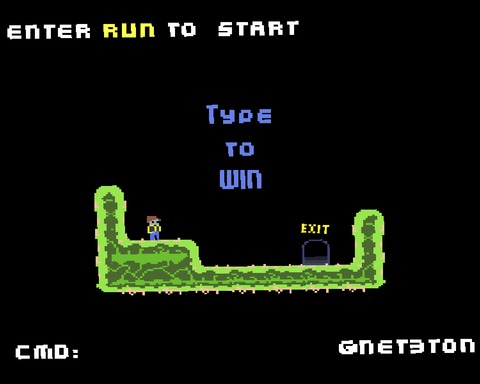 ENTER RUN TO START
Type
TO
WIN
EXIT
CMD:
GNET3TON